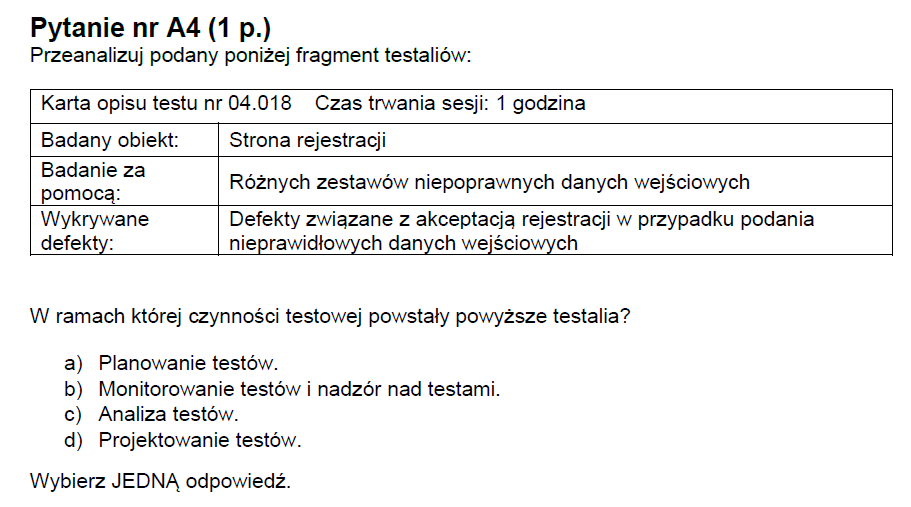 Pytanie nr A4 (1 p.)
Przeanalizuj podany poniżej fragment testaliów:
Karta opisu testu nr 04.018 Czas trwania sesji: 1 godzina
Badany obiekt: Strona rejestracji
Badanie za
pomocą: Różnych zestawów niepoprawnych danych wejściowych
Wykrywane Defekty związane z akceptacją rejestracji w przypadku podania
defekty: nieprawidłowych danych wejściowych
W ramach której czynności testowej powstały powyższe testalia?
a) Planowanie testów.
b) Monitorowanie testów i nadzór nad testami.
c) Analiza testów.
d) Projektowanie testów.
Wybierz JEDNĄ odpowiedź.